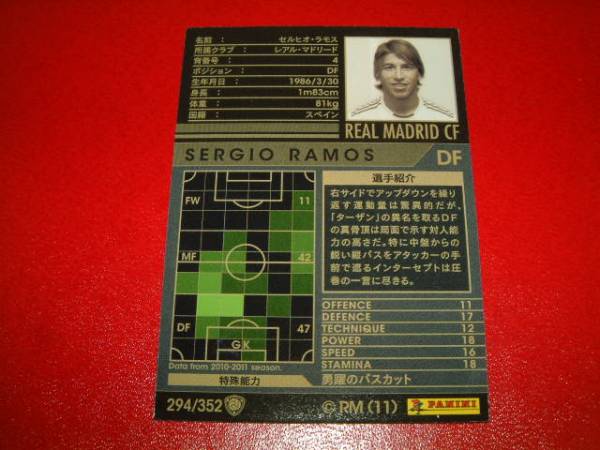 名前 : セルヒオ・ラモス
所属クラブ : レアル・マドリード
背番号 : 4
ポジション : DF
生年月日 : 1986/3/30
身長 : 1m83cm
体重 : 81kg
国籍 : スペイン
REAL MADRID CF
SERGIO RAMOS DF
FW 11
MF 42
DF 47
GK
Data from 2010-2011 season.
選手紹介
右サイドでアップダウンを繰り
返す運動量は驚異的だが、
「ターザン」の異名を取るDF
の真骨頂は局面で示す対人能
力の高さだ。特に中盤からの
鋭い縦パスをアタッカーの手
前で遮るインターセプトは圧
巻の一言に尽きる。
OFFENCE 11
DEFENCE 17
TECHNIQUE 12
POWER 18
SPEED 16
STAMINA 18
特殊能力 勇躍のパスカット
294/352 © RM (11) PANINI